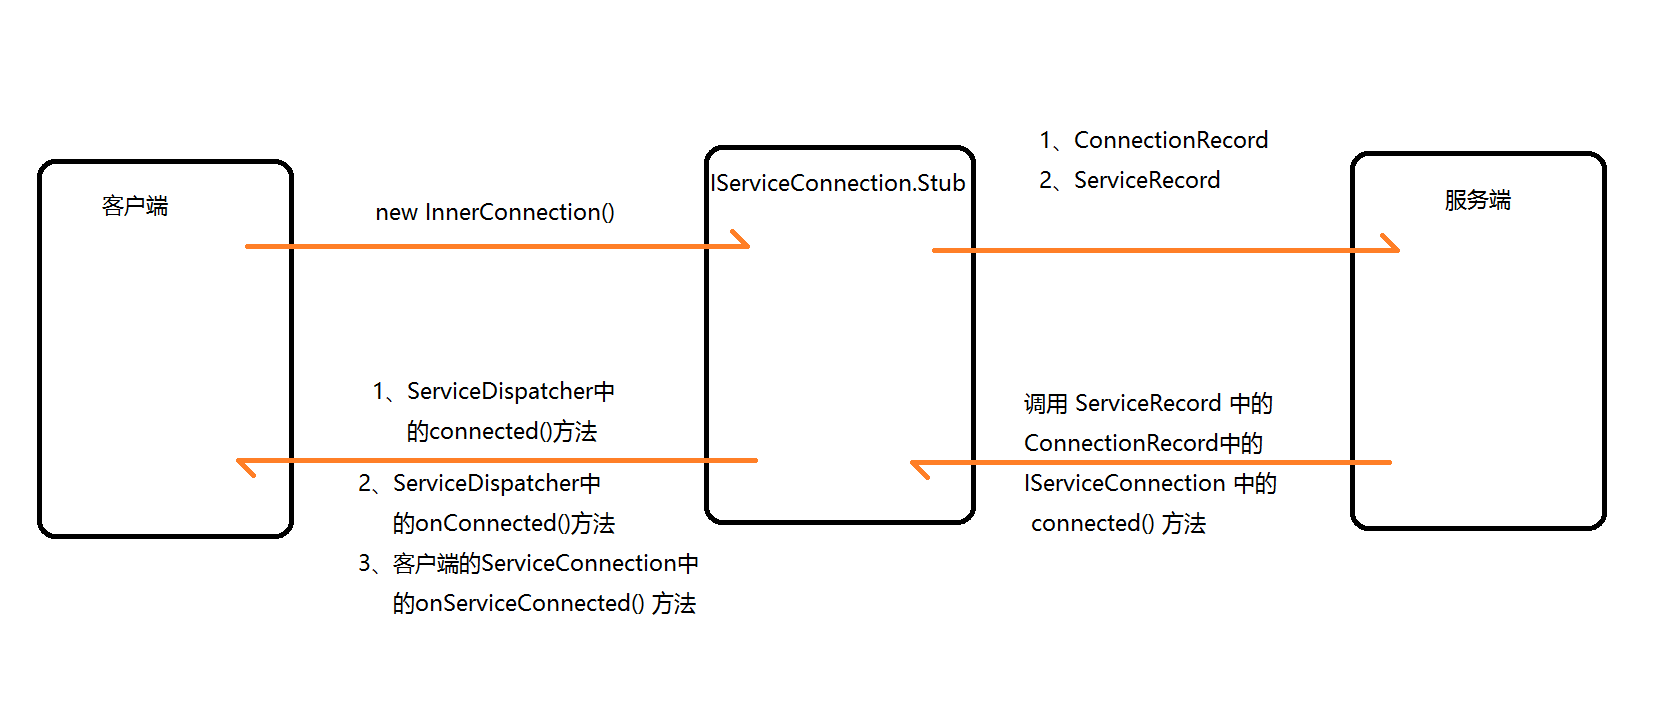 客户端
new InnerConnection()
IServiceConnection.Stub
1、ConnectionRecord
2、ServiceRecord
服务端
1、ServiceDispatcher中
的connected()方法
2、ServiceDispatcher中
的onConnected()方法
3、客户端的ServiceConnection中
的onServiceConnected() 方法
调用 ServiceRecord 中的
ConnectionRecord中的
IServiceConnection 中的
connected() 方法